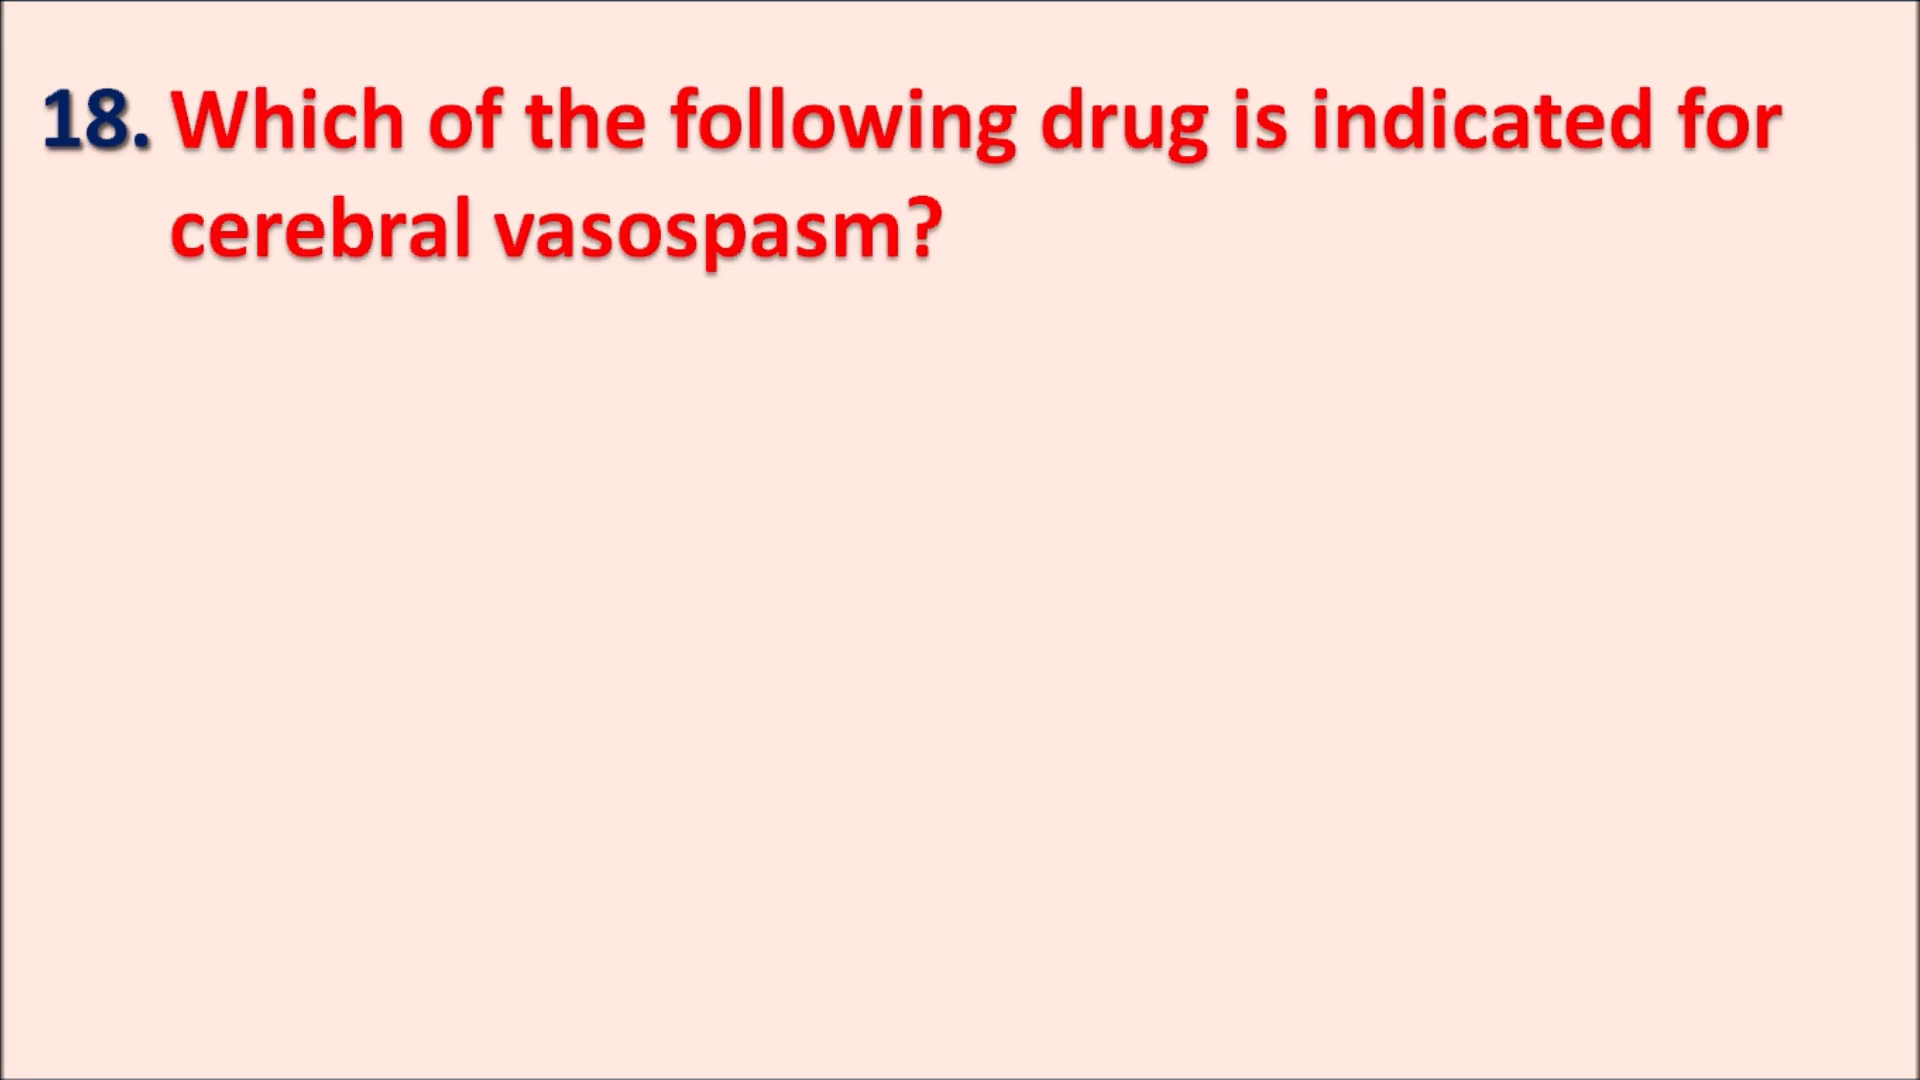 18. Which of the following drug is indicated for
cerebral vasospasm?